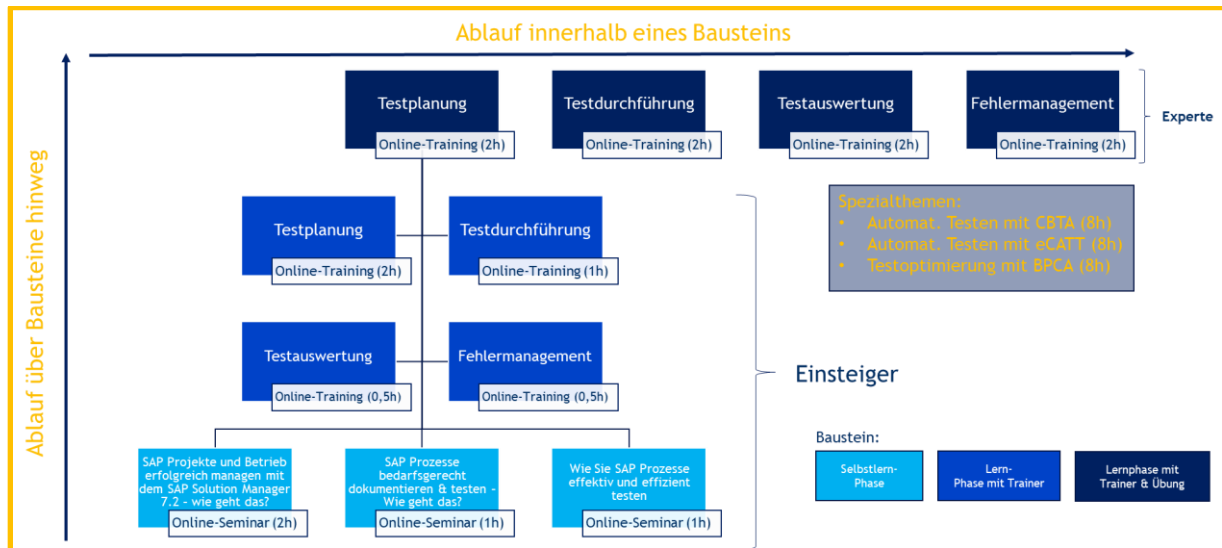 Ablauf innerhalb eines Bausteins
Ablauf über Bausteine hinweg
Testplanung
Online-Training (2h)
Testdurchführung
Online-Training (2h)
Testauswertung
Online-Training (2h)
Fehlermanagement
Online-Training (2h)
Experte
Testplanung
Online-Training (2h)
Testdurchführung
Online-Training (1h)
Spezialthemen:
• Automat. Testen mit CBTA (8h)
• Automat. Testen mit eCATT (8h)
• Testoptimierung mit BPCA (8h)
Testauswertung
Online-Training (0,5h)
Fehlermanagement
Online-Training (0,5h)
Einsteiger
SAP Projekte und Betrieb
erfolgreich managen mit
dem SAP Solution Manager
7.2 – wie geht das?
Online-Seminar (2h)
SAP Prozesse
bedarfsgerecht
dokumentieren & testen –
Wie geht das?
Online-Seminar (1h)
Wie Sie SAP Prozesse
effektiv und effizient
testen
Online-Seminar (1h)
Baustein:
Selbstlern-
Phase
Lern-
Phase mit Trainer
Lernphase mit
Trainer & Übung